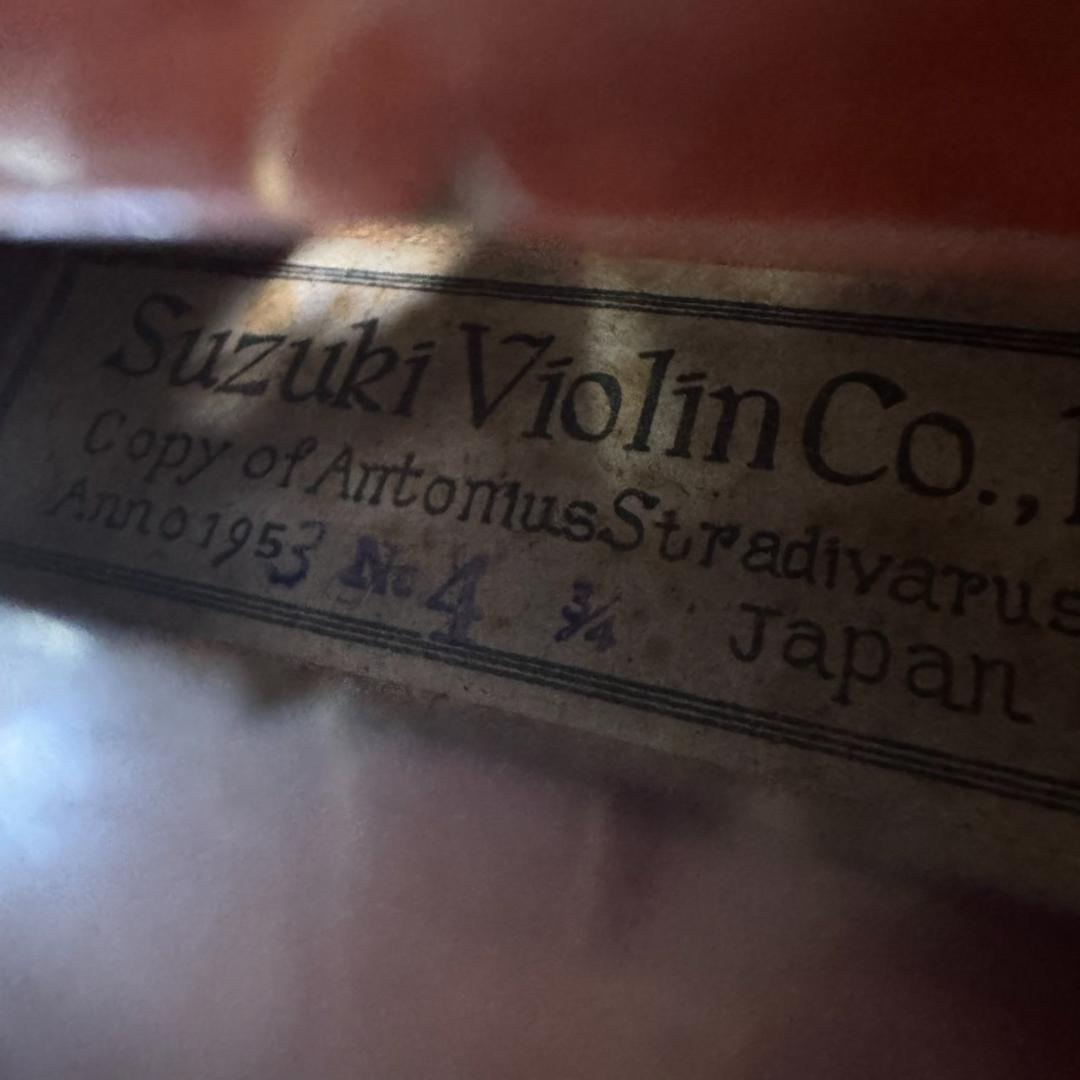 Suzuki Violin Co.,
Copy of Antonius Stradivarus
Anno 1953 No 4 3/4 Japan